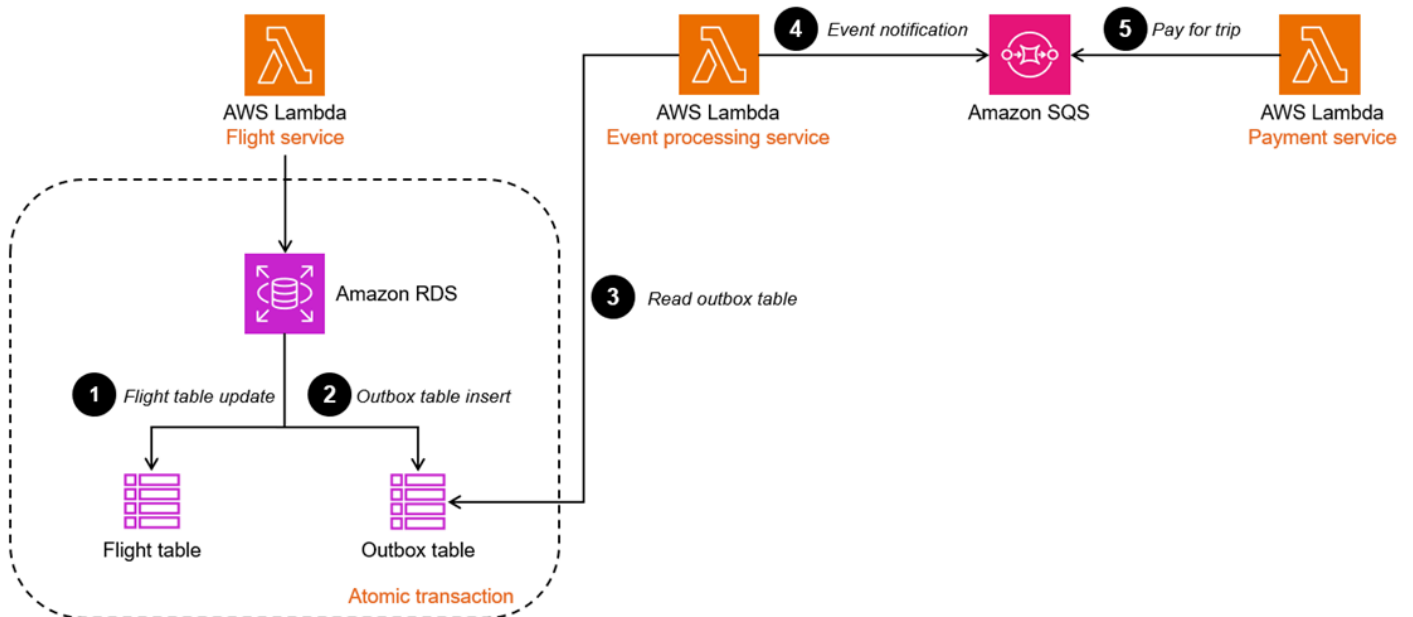 4 Event notification
5 Pay for trip
AWS Lambda
Flight service
AWS Lambda
Event processing service
Amazon SQS
AWS Lambda
Payment service
Amazon RDS
3 Read outbox table
1 Flight table update
2 Outbox table insert
Flight table
Outbox table
Atomic transaction